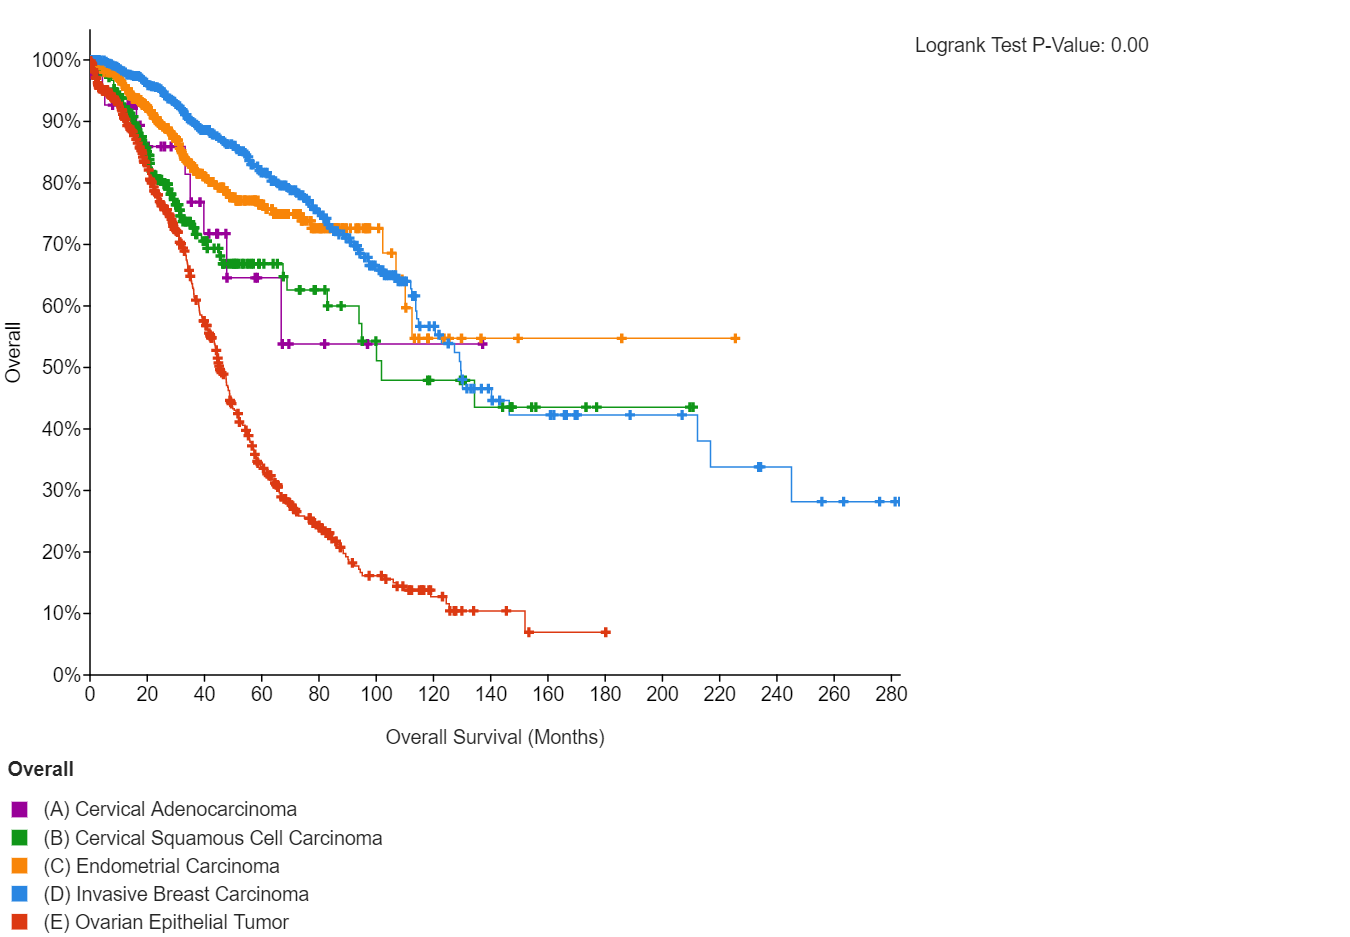 Logrank Test P-Value: 0.00
100%
90%
80%
70%
60%
50%
40%
30%
20%
10%
0%
Overall
0 20 40 60 80 100 120 140 160 180 200 220 240 260 280
Overall Survival (Months)
Overall
(A) Cervical Adenocarcinoma
(B) Cervical Squamous Cell Carcinoma
(C) Endometrial Carcinoma
(D) Invasive Breast Carcinoma
(E) Ovarian Epithelial Tumor